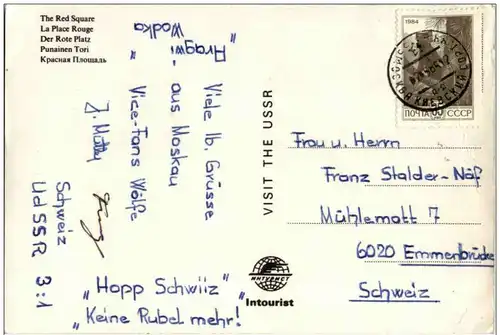 The Red Square
La Place Rouge
Der Rote Platz
Punainen Tori
Красная Площадь
"Aragwi"
Wodka
Viele lb. Grüsse
aus Moskau
Vice-Fans Wolfe
Schweiz
UdSSR 3:1
"Hopp Schwiiz"
"Keine Rubel mehr!"
VISIT THE USSR
ИНТУРИСТ
Intourist
1984
ПОЧТА СССР
Frau u. Herrn
Franz Stalder-Näf
Mühlematt 7
6020 Emmenbrücke
Schweiz